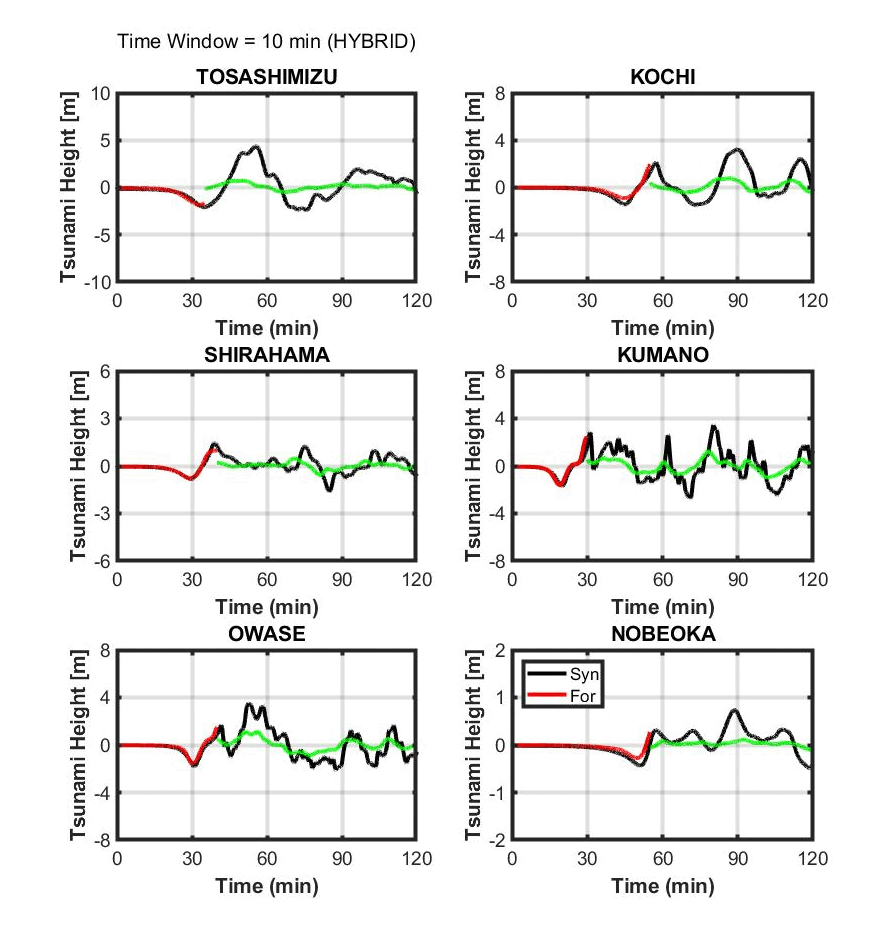 Time Window = 10 min (HYBRID)
TOSASHIMIZU
Tsunami Height [m]
10
5
0
-5
-10
0 30 60 90 120
Time (min)
KOCHI
Tsunami Height [m]
8
4
0
-4
-8
0 30 60 90 120
Time (min)
SHIRAHAMA
Tsunami Height [m]
6
3
0
-3
-6
0 30 60 90 120
Time (min)
KUMANO
Tsunami Height [m]
8
4
0
-4
-8
0 30 60 90 120
Time (min)
OWASE
Tsunami Height [m]
8
4
0
-4
-8
0 30 60 90 120
Time (min)
NOBEOKA
Tsunami Height [m]
2
1
0
-1
-2
Syn
For
0 30 60 90 120
Time (min)